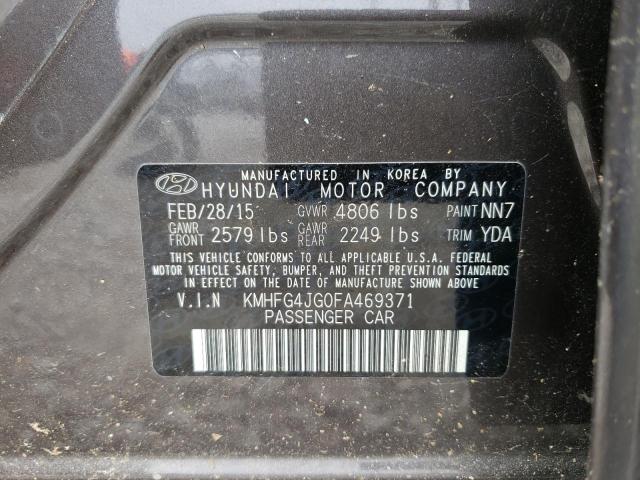 MANUFACTURED IN KOREA BY
HYUNDAI MOTOR COMPANY
FEB/28/15 GVWR 4806 lbs PAINT NN7
GAWR FRONT 2579 lbs GAWR REAR 2249 lbs TRIM YDA
THIS VEHICLE CONFORMS TO ALL APPLICABLE U.S.A. FEDERAL
MOTOR VEHICLE SAFETY, BUMPER, AND THEFT PREVENTION STANDARDS
IN EFFECT ON THE DATE OF MANUFACTURE SHOWN ABOVE.
V.I.N KMHFG4JG0FA469371
PASSENGER CAR